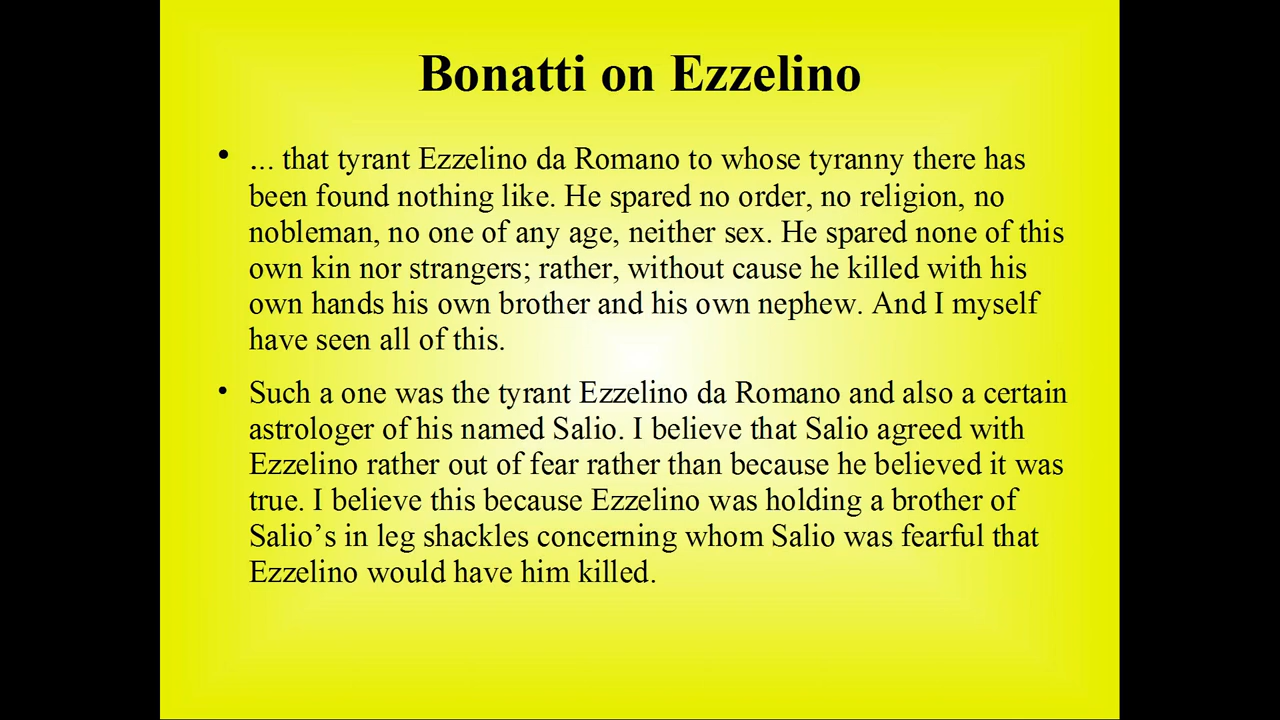 Bonatti on Ezzelino
• ... that tyrant Ezzelino da Romano to whose tyranny there has
been found nothing like. He spared no order, no religion, no
nobleman, no one of any age, neither sex. He spared none of this
own kin nor strangers; rather, without cause he killed with his
own hands his own brother and his own nephew. And I myself
have seen all of this.
• Such a one was the tyrant Ezzelino da Romano and also a certain
astrologer of his named Salio. I believe that Salio agreed with
Ezzelino rather out of fear rather than because he believed it was
true. I believe this because Ezzelino was holding a brother of
Salio’s in leg shackles concerning whom Salio was fearful that
Ezzelino would have him killed.